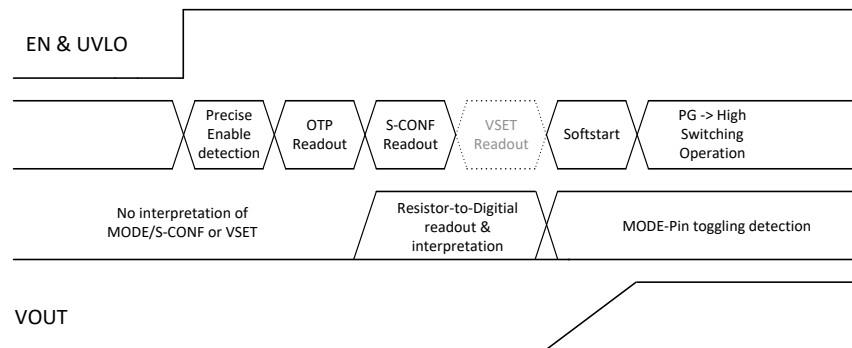 EN & UVLO
Precise
Enable
detection
OTP
Readout
S-CONF
Readout
VSET
Readout
Softstart
PG -> High
Switching
Operation
No interpretation of
MODE/S-CONF or VSET
Resistor-to-Digitial
readout &
interpretation
MODE-Pin toggling detection
VOUT